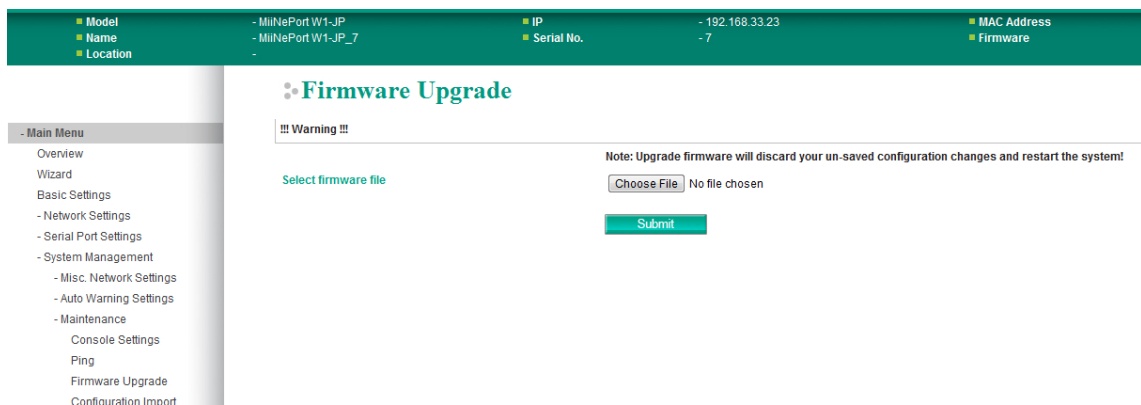 Model - MiiNePort W1-JP IP - 192.168.33.23 MAC Address
Name - MiiNePort W1-JP_7 Serial No. - 7 Firmware
Location -
Firmware Upgrade
!!! Warning !!!
Note: Upgrade firmware will discard your un-saved configuration changes and restart the system!
Select firmware file Choose File No file chosen
Submit
- Main Menu
Overview
Wizard
Basic Settings
- Network Settings
- Serial Port Settings
- System Management
- Misc. Network Settings
- Auto Warning Settings
- Maintenance
Console Settings
Ping
Firmware Upgrade
Configuration Import